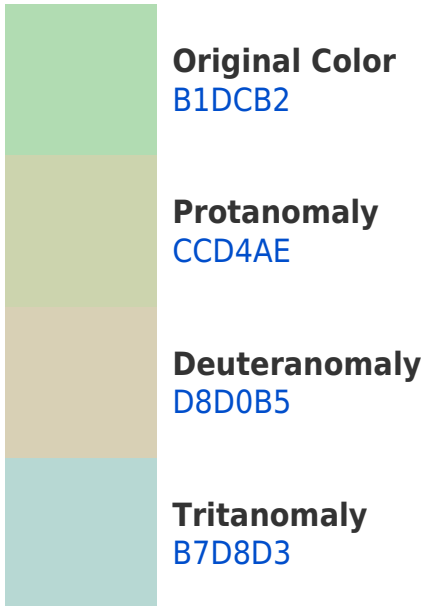 Original Color
B1DCB2
Protanomaly
CCD4AE
Deuteranomaly
D8D0B5
Tritanomaly
B7D8D3